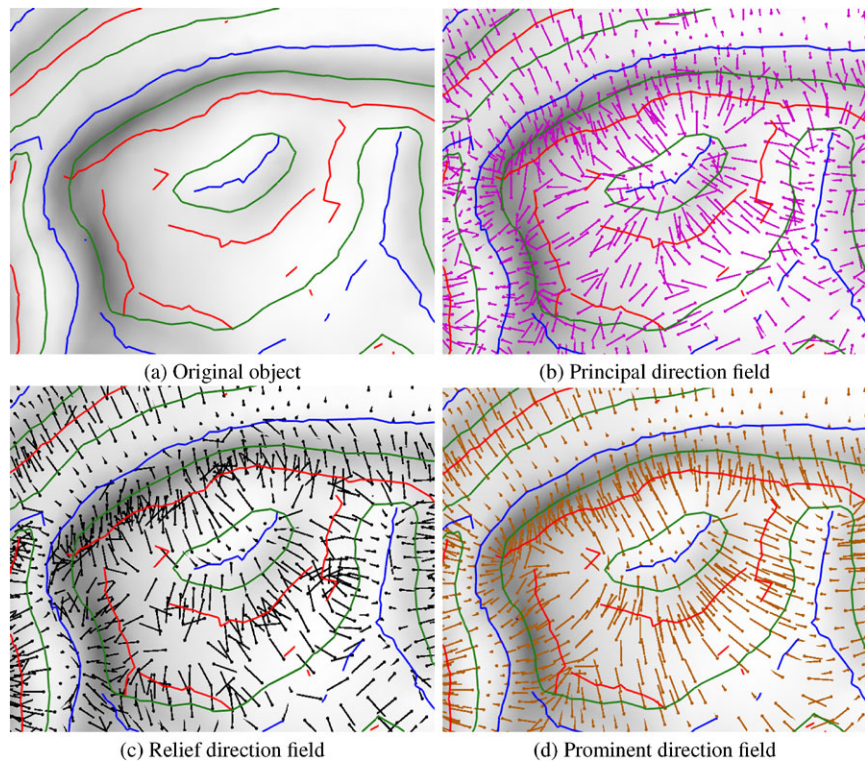 (a) Original object
(b) Principal direction field
(c) Relief direction field
(d) Prominent direction field